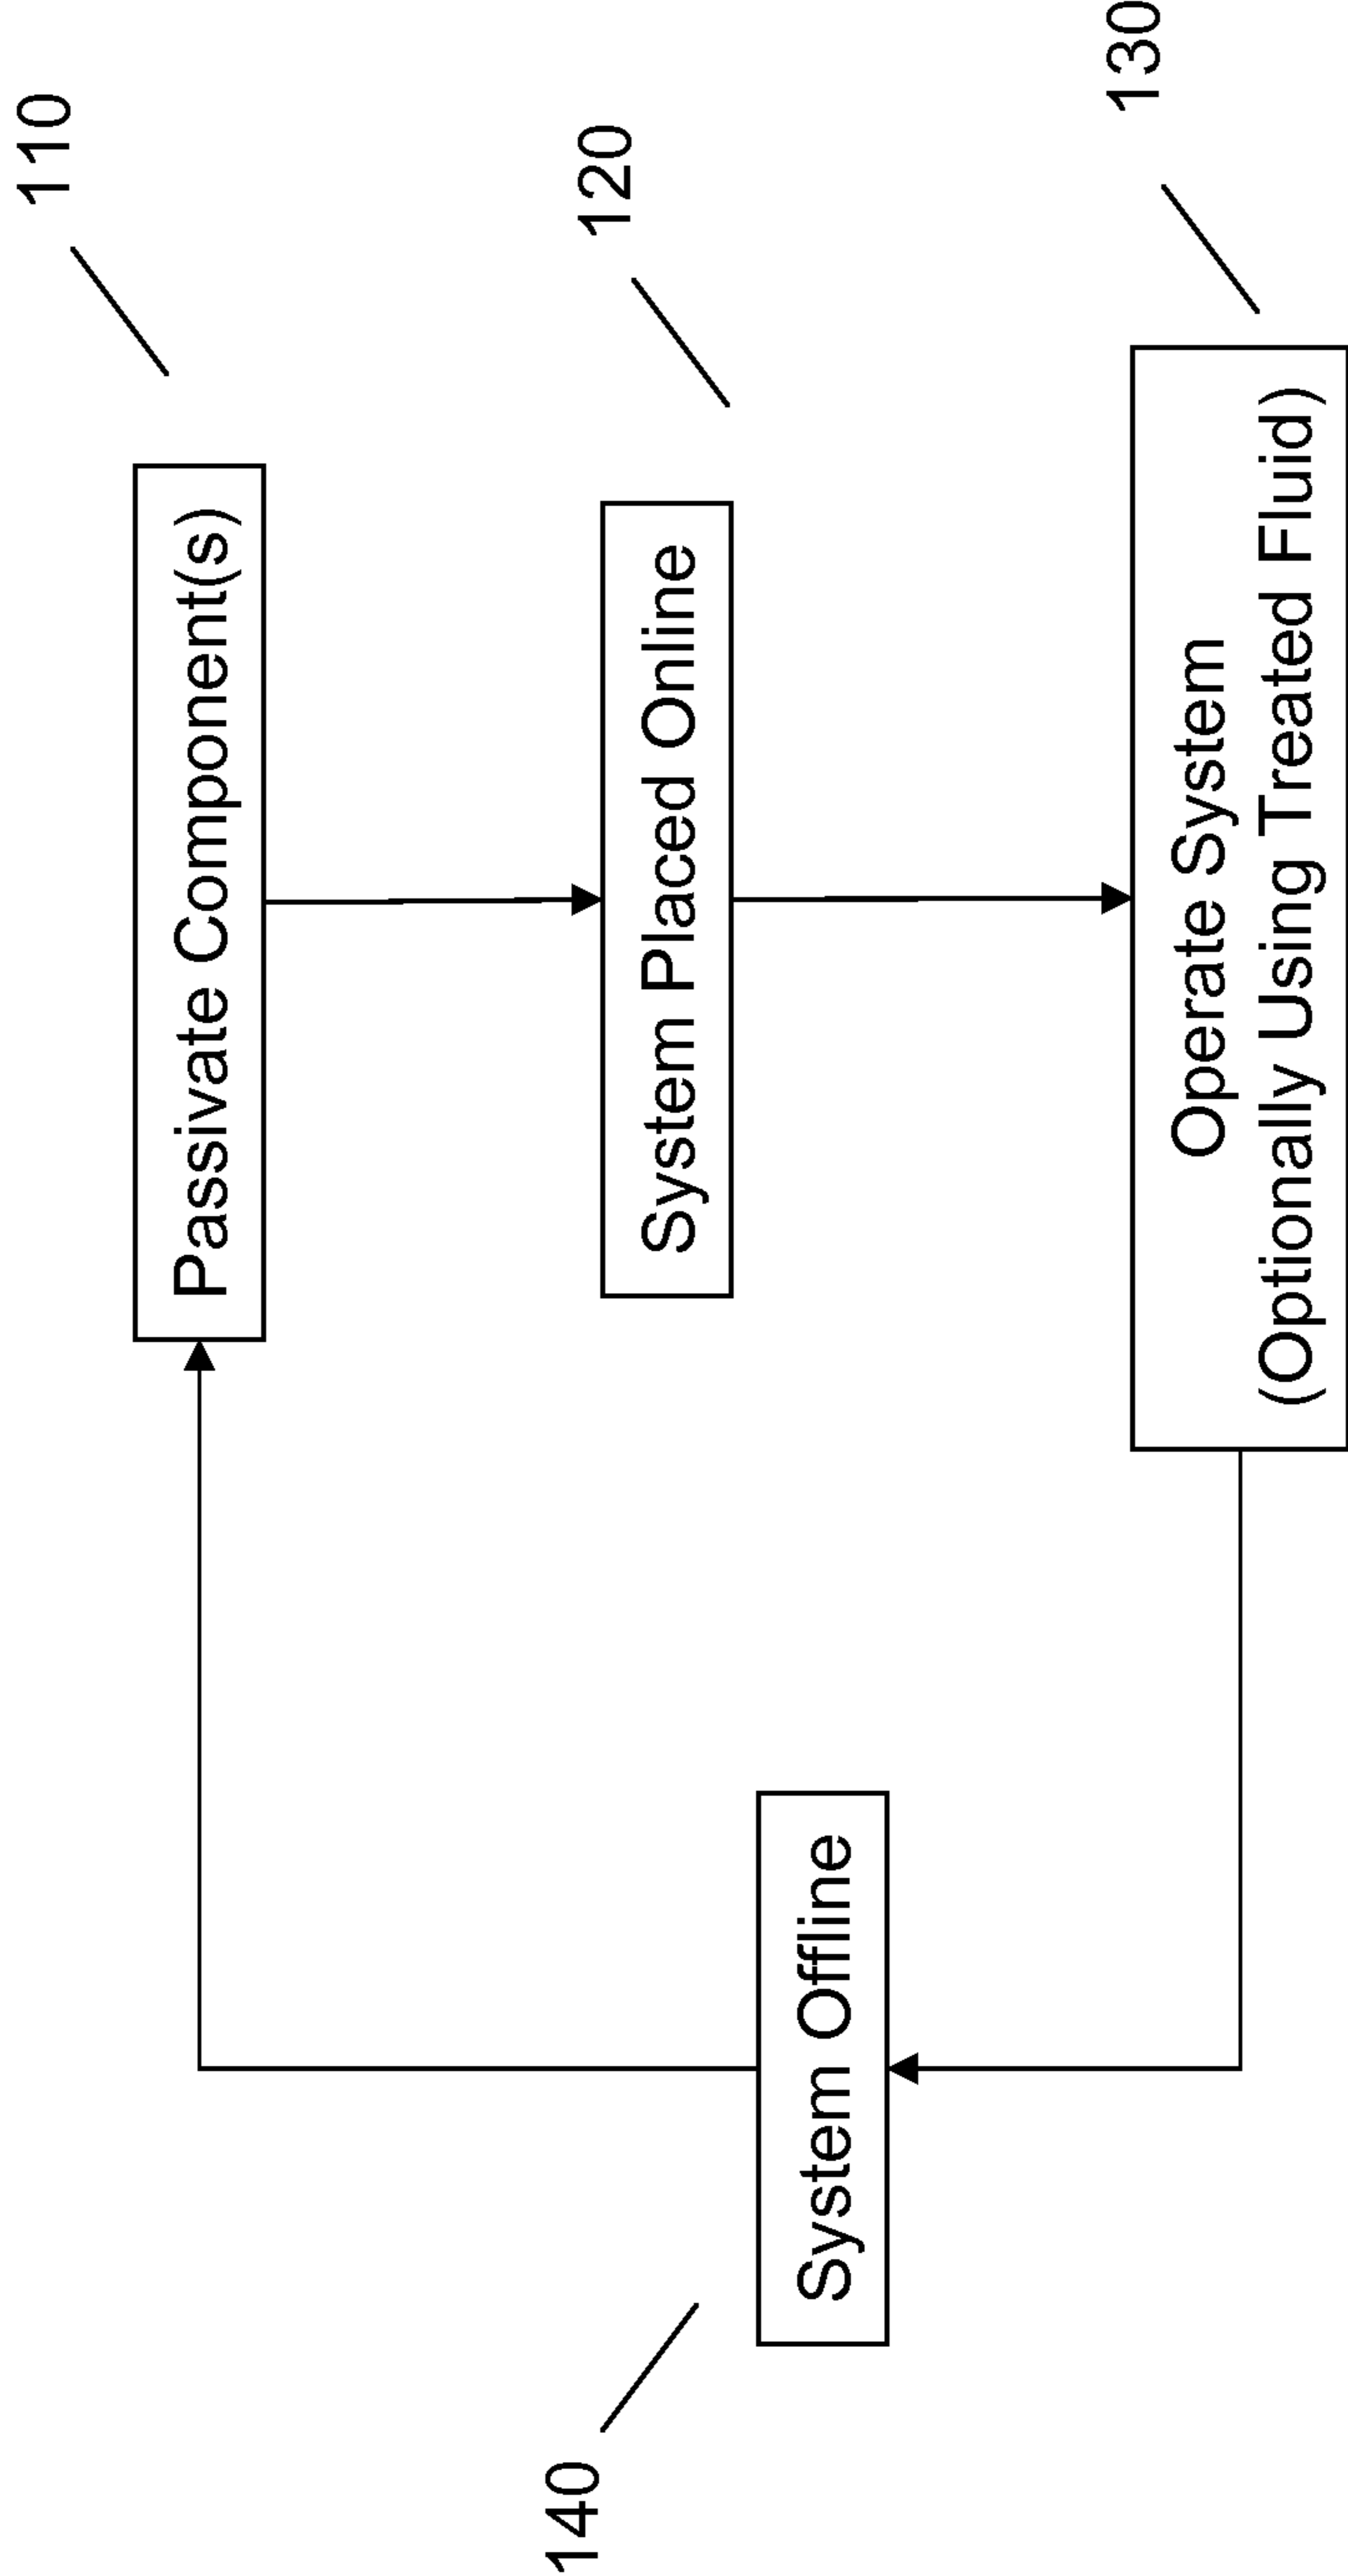 Passivate Component(s)
110
System Placed Online
120
Operate System
(Optionally Using Treated Fluid)
130
System Offline
140